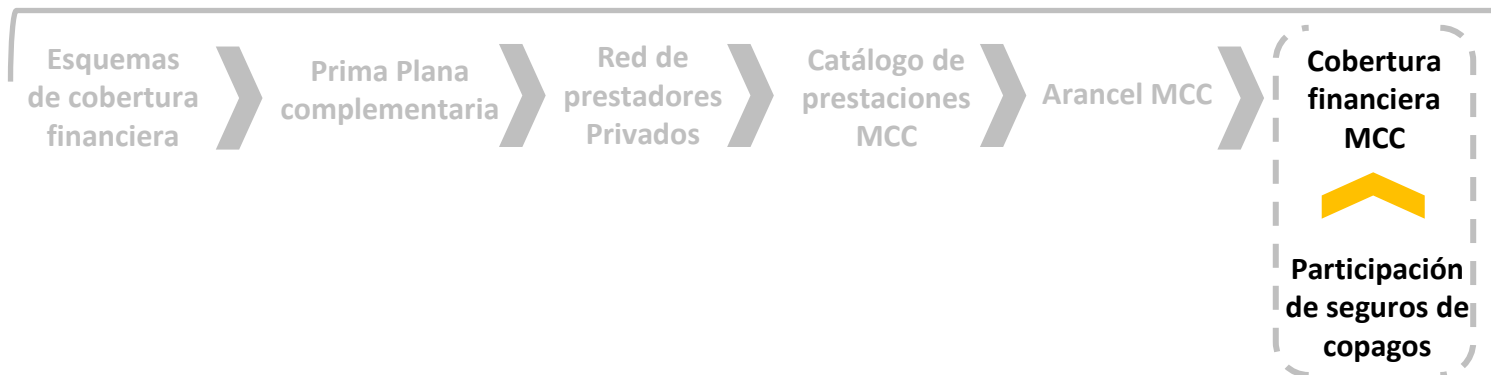 Esquemas
de cobertura
financiera
Prima Plana
complementaria
Red de
prestadores
Privados
Catálogo de
prestaciones
MCC
Arancel MCC
Cobertura
financiera
MCC
Participación
de seguros de
copagos